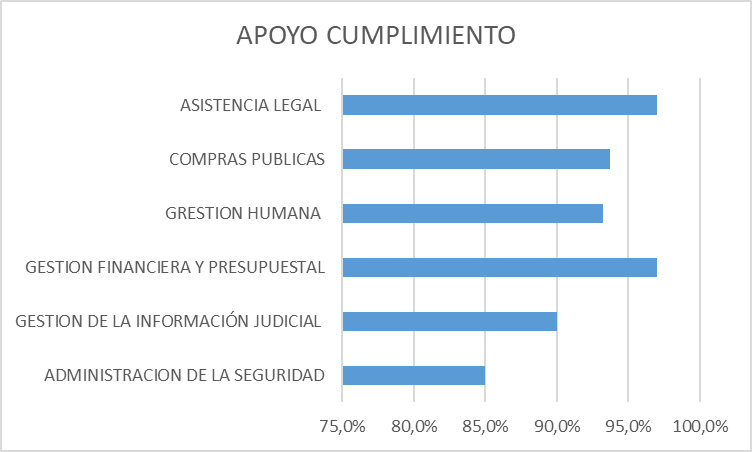 APOYO CUMPLIMIENTO
ASISTENCIA LEGAL
COMPRAS PUBLICAS
GRESTION HUMANA
GESTION FINANCIERA Y PRESUPUESTAL
GESTION DE LA INFORMACIÓN JUDICIAL
ADMINISTRACION DE LA SEGURIDAD
75,0% 80,0% 85,0% 90,0% 95,0% 100,0%